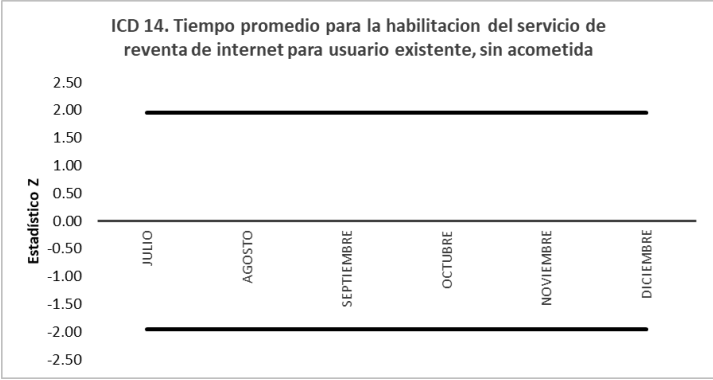 ICD 14. Tiempo promedio para la habilitacion del servicio de
reventa de internet para usuario existente, sin acometida
Estadístico Z
2.50
2.00
1.50
1.00
0.50
0.00
-0.50
-1.00
-1.50
-2.00
-2.50
JULIO
AGOSTO
SEPTIEMBRE
OCTUBRE
NOVIEMBRE
DICIEMBRE